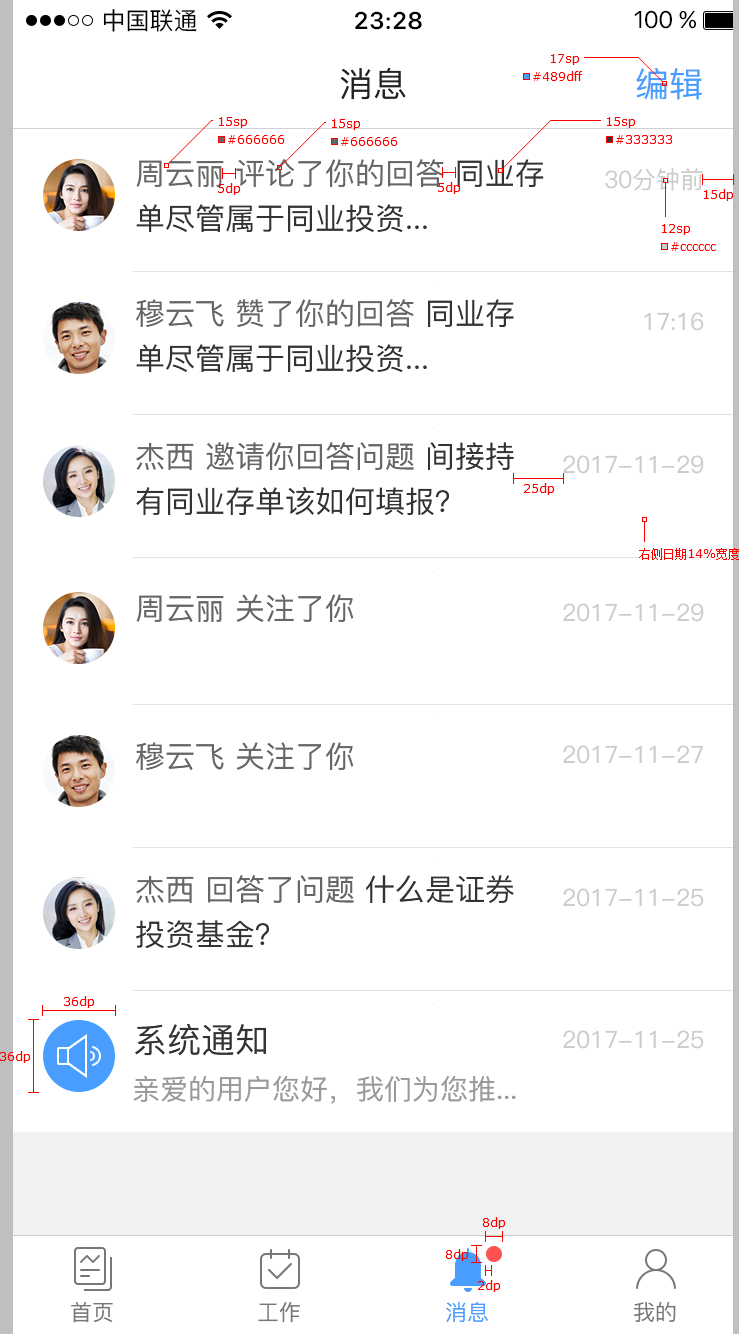 中国联通 23:28 100 %
17sp
#489dff
消息 编辑
15sp 15sp 15sp
#666666 #666666 #333333
周云丽 评论了你的回答 同业存 30分钟前
5dp 5dp 15dp
单尽管属于同业投资...
12sp
#cccccc
穆云飞 赞了你的回答 同业存 17:16
单尽管属于同业投资...
杰西 邀请你回答问题 间接持 2017-11-29
25dp
有同业存单该如何填报?
右侧日期14%宽度
周云丽 关注了你 2017-11-29
穆云飞 关注了你 2017-11-27
杰西 回答了问题 什么是证券 2017-11-25
投资基金?
36dp
系统通知 2017-11-25
36dp
亲爱的用户您好，我们为您推...
8dp
8dp
2dp
首页 工作 消息 我的